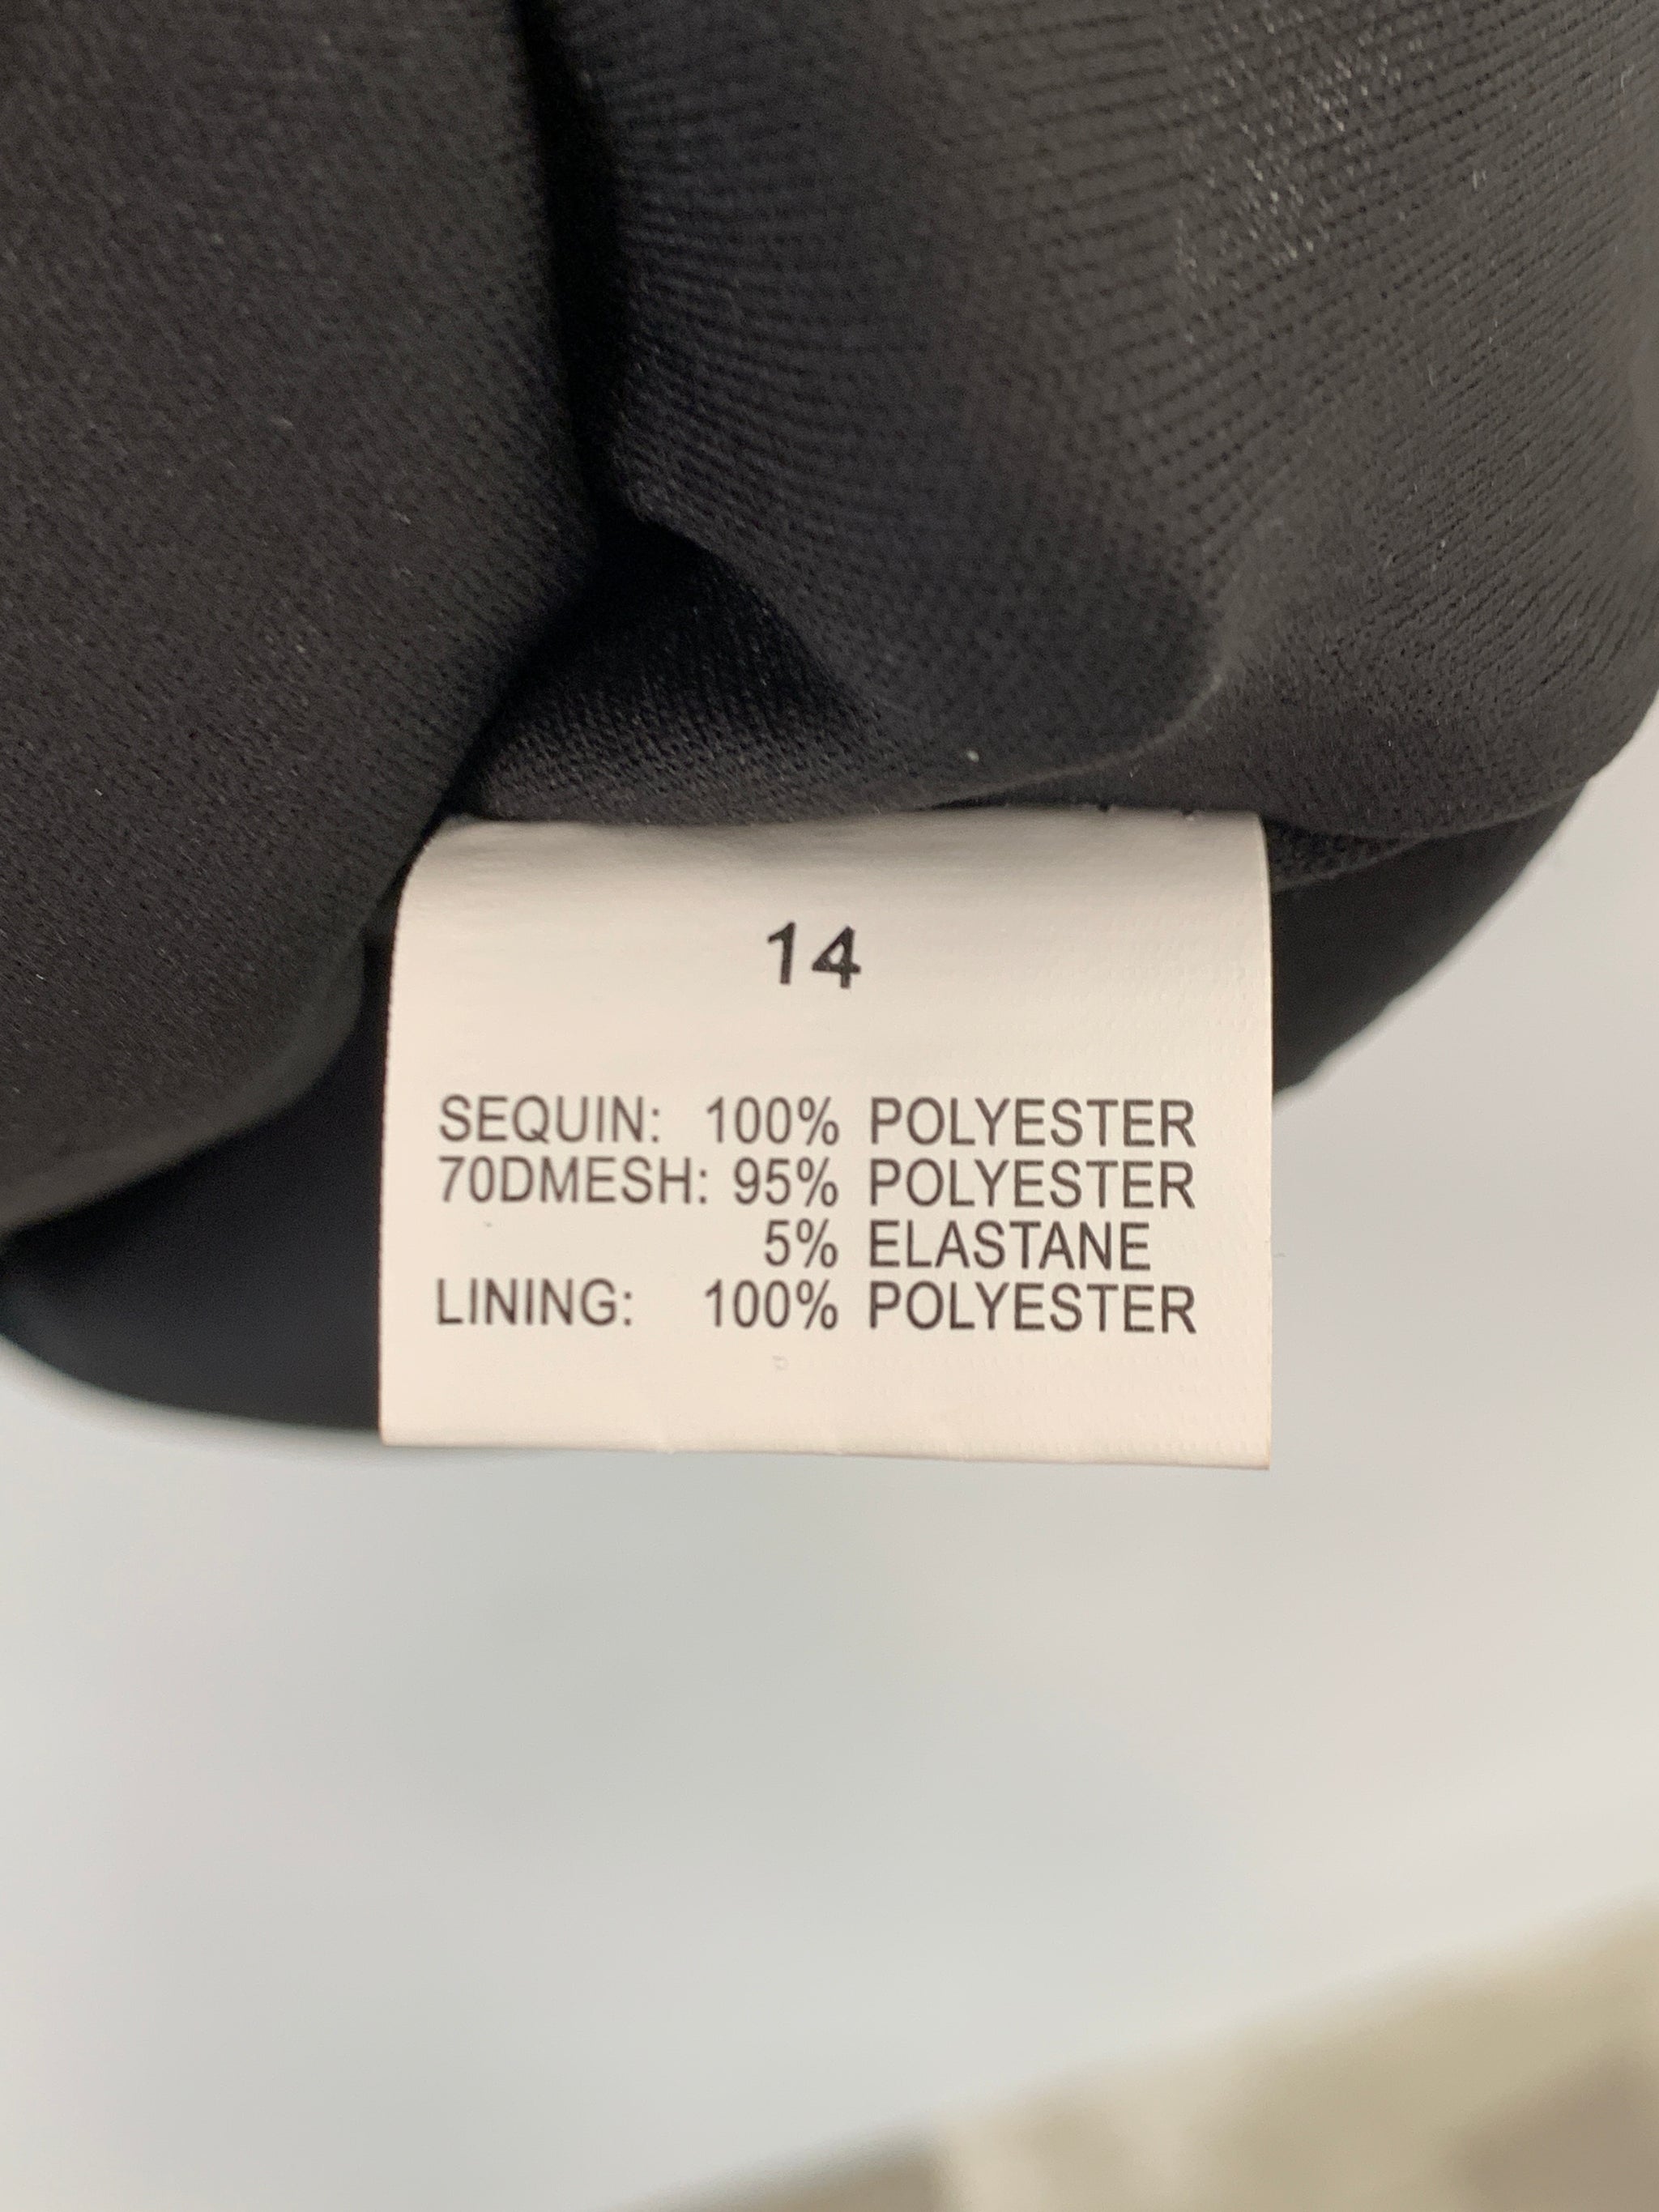 14
SEQUIN: 100% POLYESTER
70DMESH: 95% POLYESTER
5% ELASTANE
LINING: 100% POLYESTER